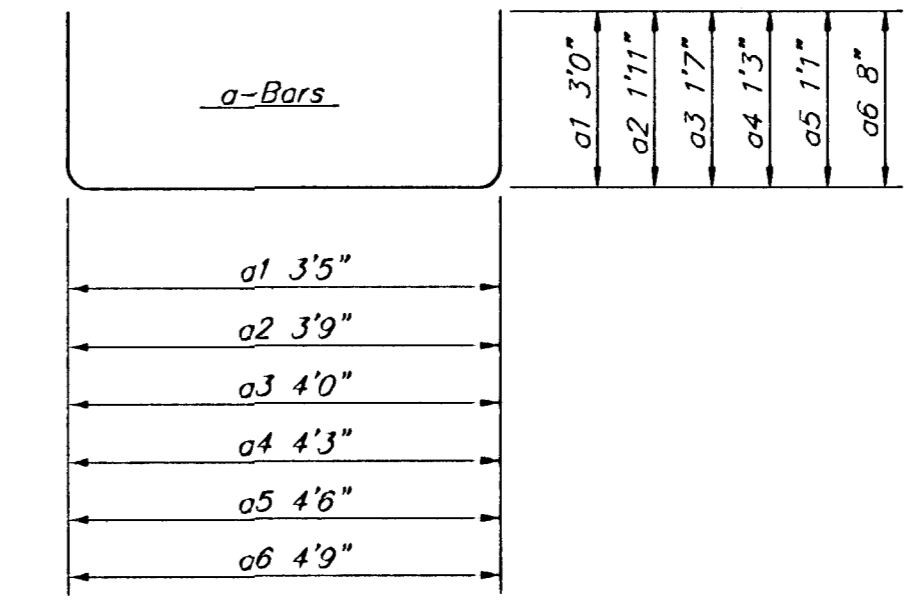 a-Bars
a1 3'0"
a2 1'11"
a3 1'7"
a4 1'3"
a5 1'1"
a6 8"
a1 3'5"
a2 3'9"
a3 4'0"
a4 4'3"
a5 4'6"
a6 4'9"